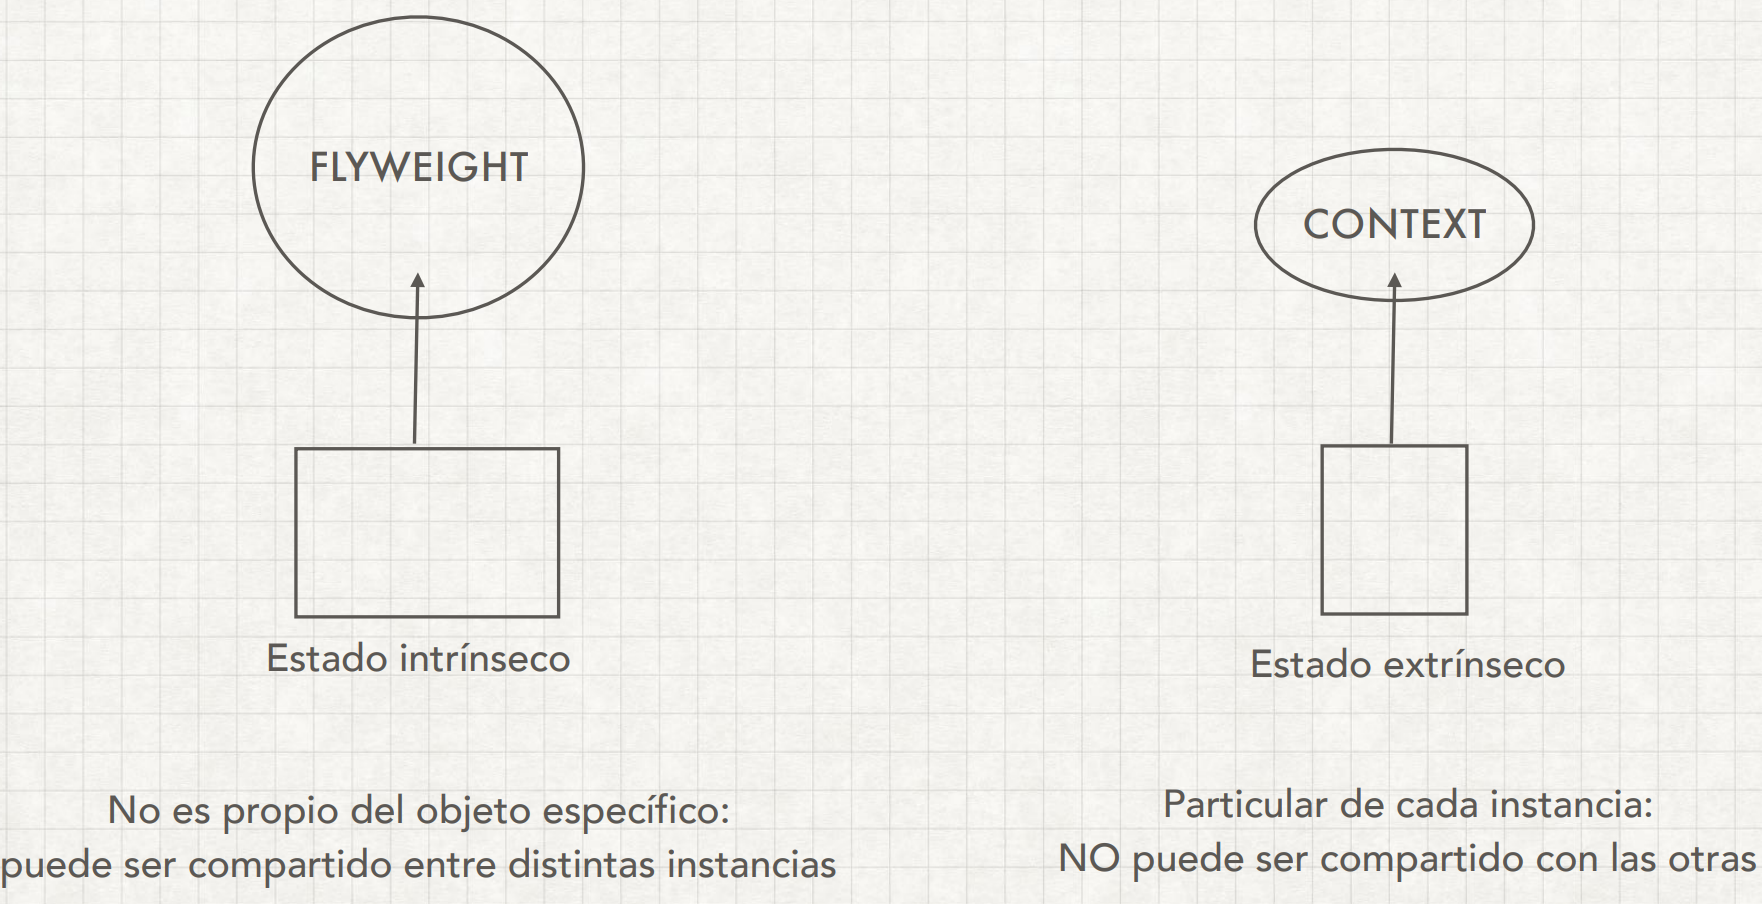 FLYWEIGHT
CONTEXT
Estado intrínseco
Estado extrínseco
No es propio del objeto específico:
puede ser compartido entre distintas instancias
Particular de cada instancia:
NO puede ser compartido con las otras